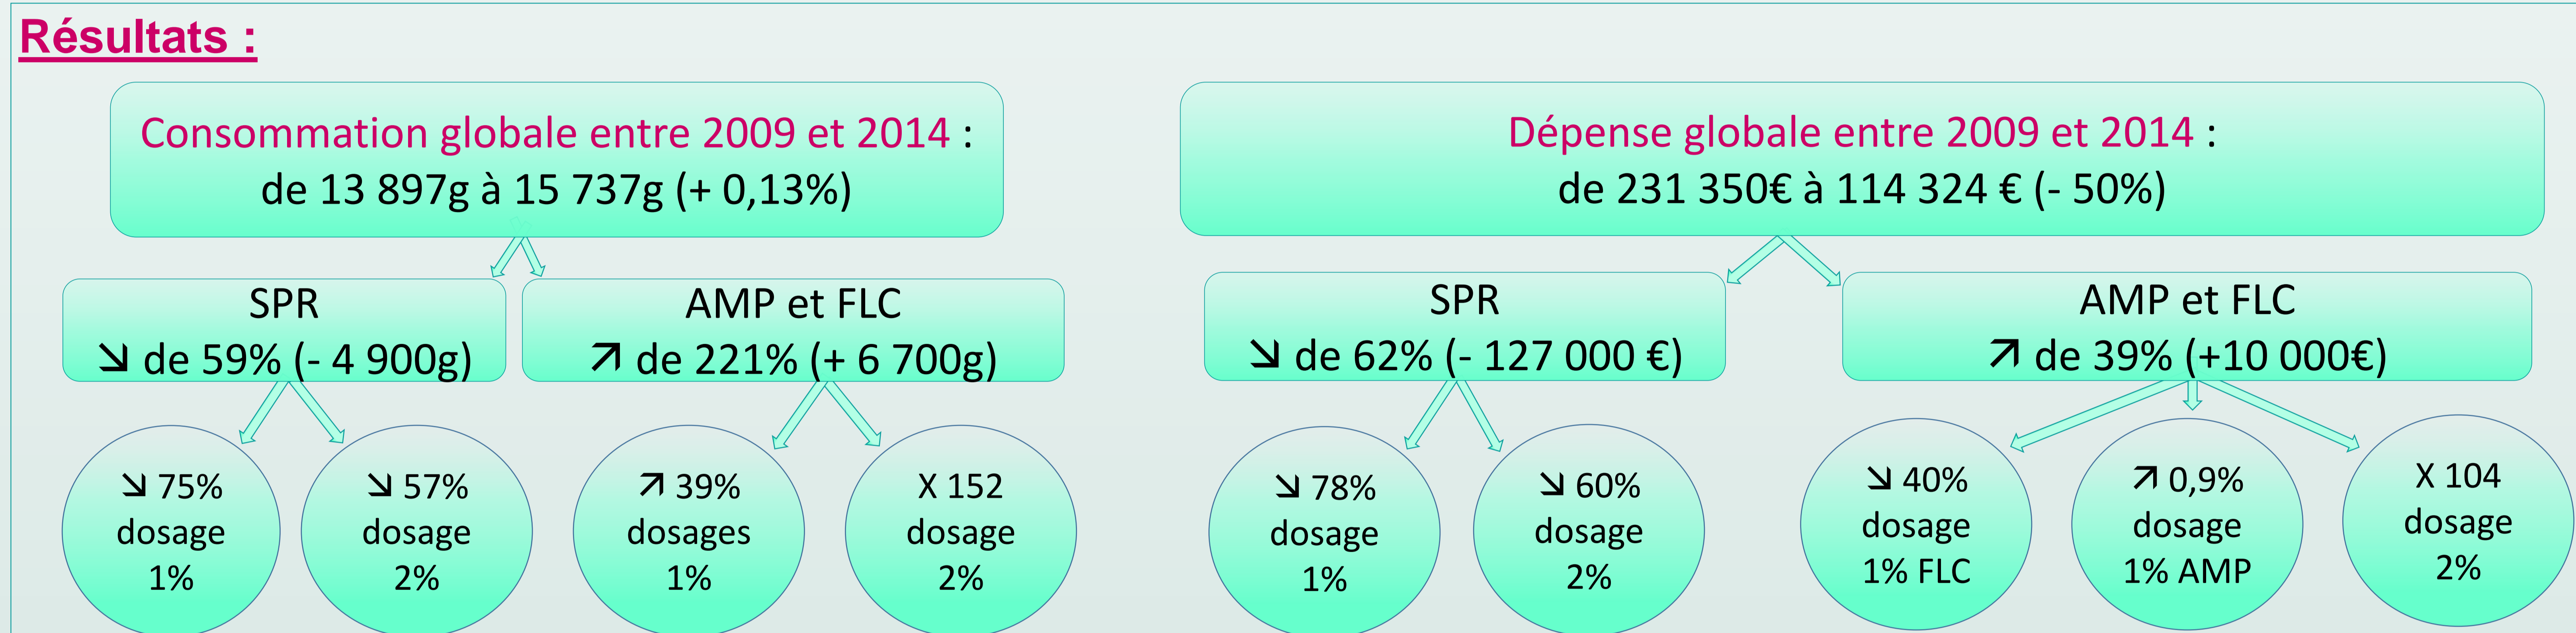 Résultats :
Consommation globale entre 2009 et 2014 :
de 13 897g à 15 737g (+ 0,13%)
SPR
↘ de 59% (- 4 900g)
AMP et FLC
↗ de 221% (+ 6 700g)
↘ 75%
dosage
1%
↘ 57%
dosage
2%
↗ 39%
dosages
1%
X 152
dosage
2%
Dépense globale entre 2009 et 2014 :
de 231 350€ à 114 324 € (- 50%)
SPR
↘ de 62% (- 127 000 €)
AMP et FLC
↗ de 39% (+10 000€)
↘ 78%
dosage
1%
↘ 60%
dosage
2%
↘ 40%
dosage
1% FLC
↗ 0,9%
dosage
1% AMP
X 104
dosage
2%